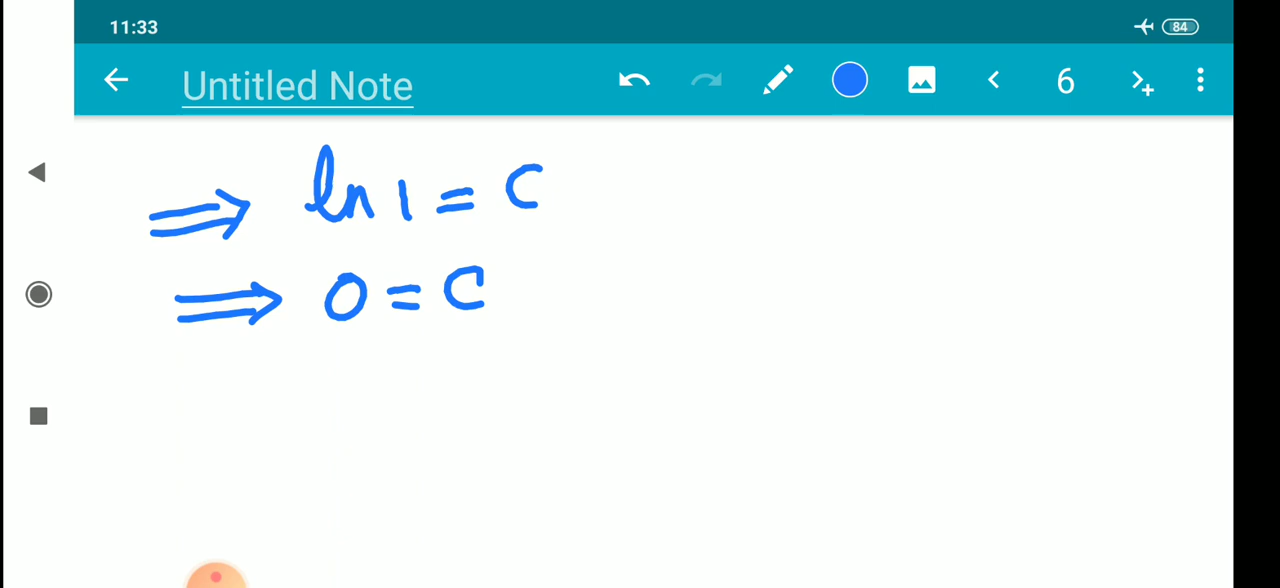 11:33
84
Untitled Note
6
⇒ ln 1 = C
⇒ 0 = C